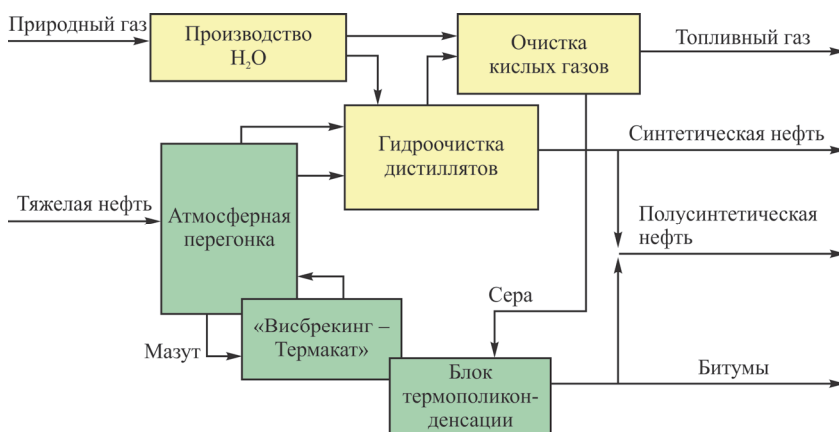 Природный газ
Производство
H₂O
Очистка
кислых газов
Топливный газ
Гидроочистка
дистиллятов
Синтетическая нефть
Тяжелая нефть
Атмосферная
перегонка
Полусинтетическая
нефть
Сера
Мазут
«Висбрекинг –
Термакат»
Блок
термополикон-
денсации
Битумы